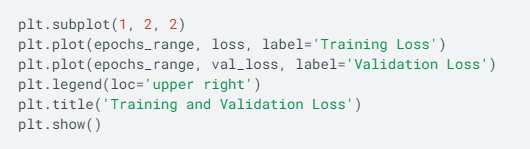 plt.subplot(1, 2, 2)
plt.plot(epochs_range, loss, label='Training Loss')
plt.plot(epochs_range, val_loss, label='Validation Loss')
plt.legend(loc='upper right')
plt.title('Training and Validation Loss')
plt.show()